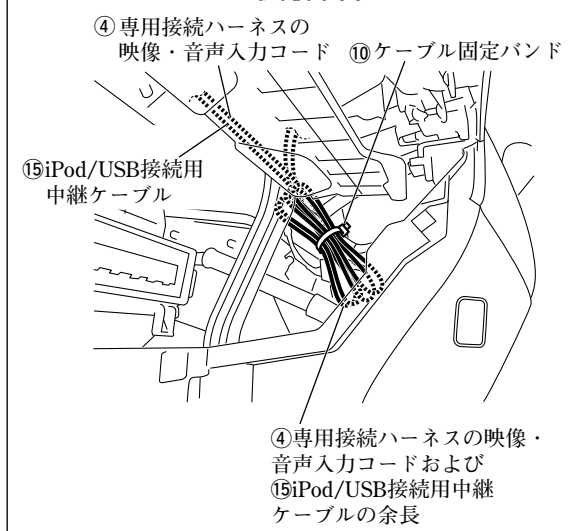 ④専用接続ハーネスの
映像・音声入力コード
⑩ケーブル固定バンド
⑮iPod/USB接続用
中継ケーブル
④専用接続ハーネスの映像・
音声入力コードおよび
⑮iPod/USB接続用中継
ケーブルの余長